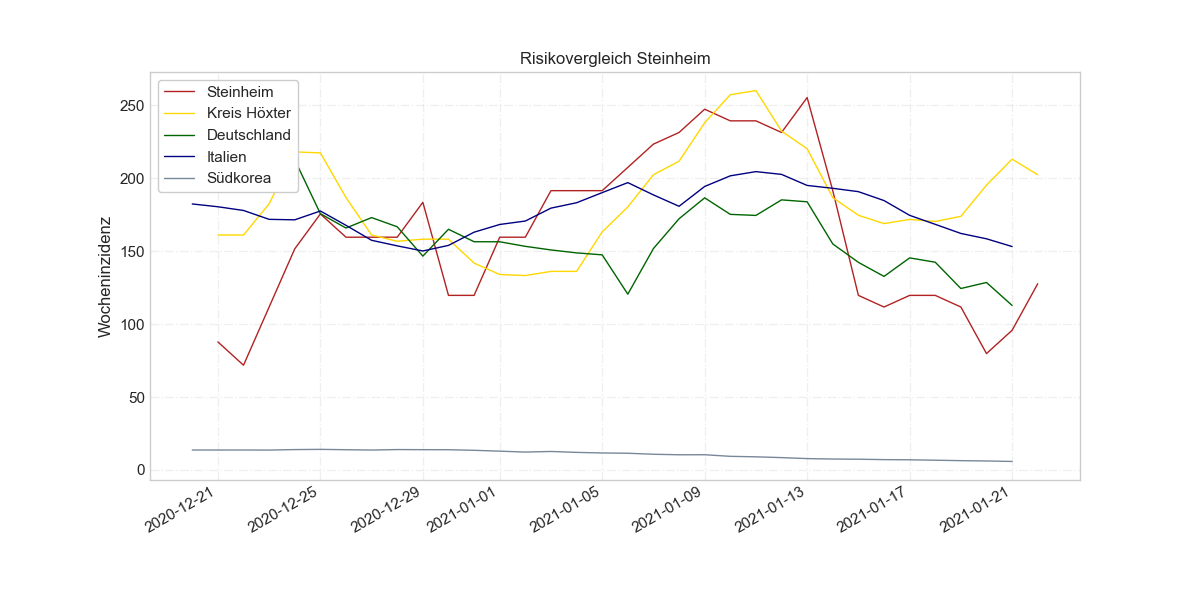 Risikovergleich Steinheim
Steinheim
Kreis Höxter
Deutschland
Italien
Südkorea
Wocheninzidenz
250
200
150
100
50
0
2020-12-21
2020-12-25
2020-12-29
2021-01-01
2021-01-05
2021-01-09
2021-01-13
2021-01-17
2021-01-21